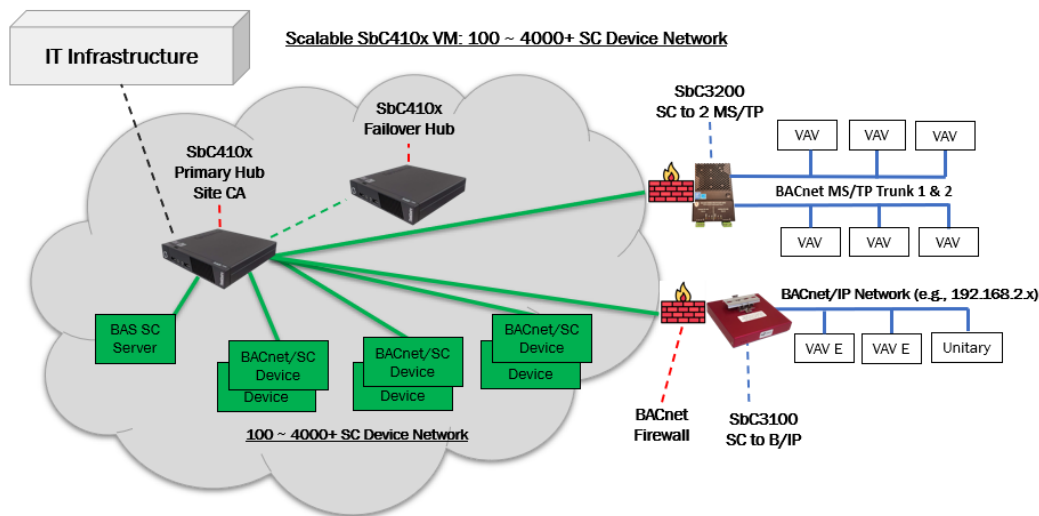 IT Infrastructure
Scalable SbC410x VM: 100 ~ 4000+ SC Device Network
SbC410x
Failover Hub
SbC410x
Primary Hub
Site CA
SbC3200
SC to 2 MS/TP
VAV
VAV
VAV
BACnet MS/TP Trunk 1 & 2
VAV
VAV
VAV
BACnet/IP Network (e.g., 192.168.2.x)
VAV E
VAV E
Unitary
BAS SC
Server
BACnet/SC
Device
Device
BACnet/SC
Device
Device
BACnet/SC
Device
Device
100 ~ 4000+ SC Device Network
BACnet
Firewall
SbC3100
SC to B/IP